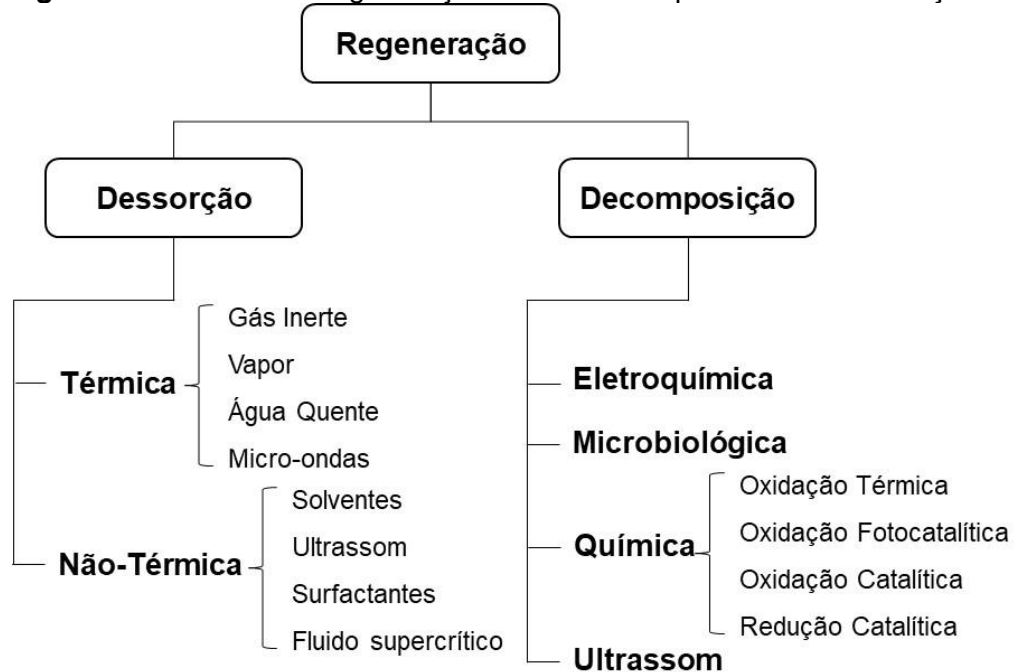 Regeneração
Dessorção
Decomposição
Térmica
Gás Inerte
Vapor
Água Quente
Micro-ondas
Não-Térmica
Solventes
Ultrassom
Surfactantes
Fluido supercrítico
Eletroquímica
Microbiológica
Química
Oxidação Térmica
Oxidação Fotocatalítica
Oxidação Catalítica
Redução Catalítica
Ultrassom